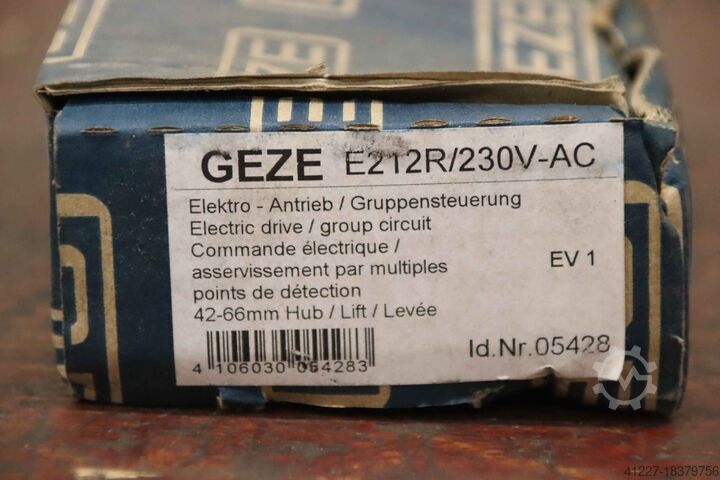 GEZE
GEZE E212R/230V-AC
Elektro - Antrieb / Gruppensteuerung
Electric drive / group circuit
Commande électrique /
asservissement par multiples
points de détection
EV 1
42-66mm Hub / Lift / Levée
4 106030 054283
Id.Nr.05428
41227-18379756